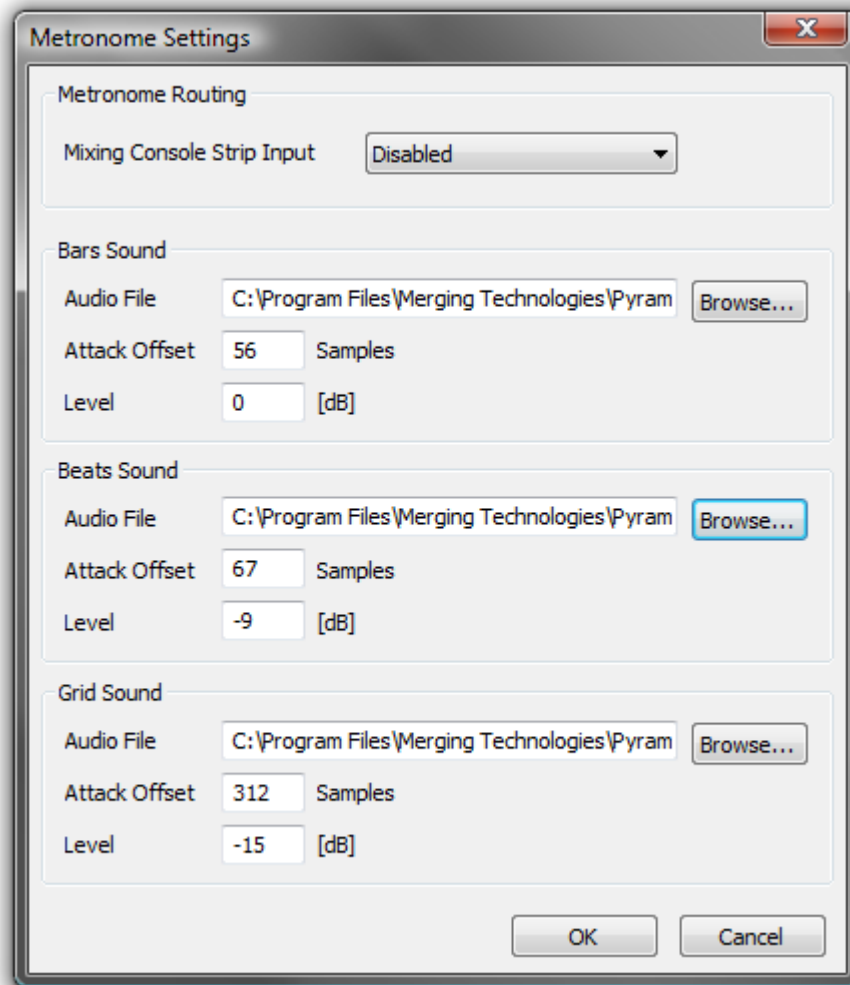 Metronome Settings
Metronome Routing
Mixing Console Strip Input Disabled
Bars Sound
Audio File C:\Program Files\Merging Technologies\Pyram Browse...
Attack Offset 56 Samples
Level 0 [dB]
Beats Sound
Audio File C:\Program Files\Merging Technologies\Pyram Browse...
Attack Offset 67 Samples
Level -9 [dB]
Grid Sound
Audio File C:\Program Files\Merging Technologies\Pyram Browse...
Attack Offset 312 Samples
Level -15 [dB]
OK Cancel